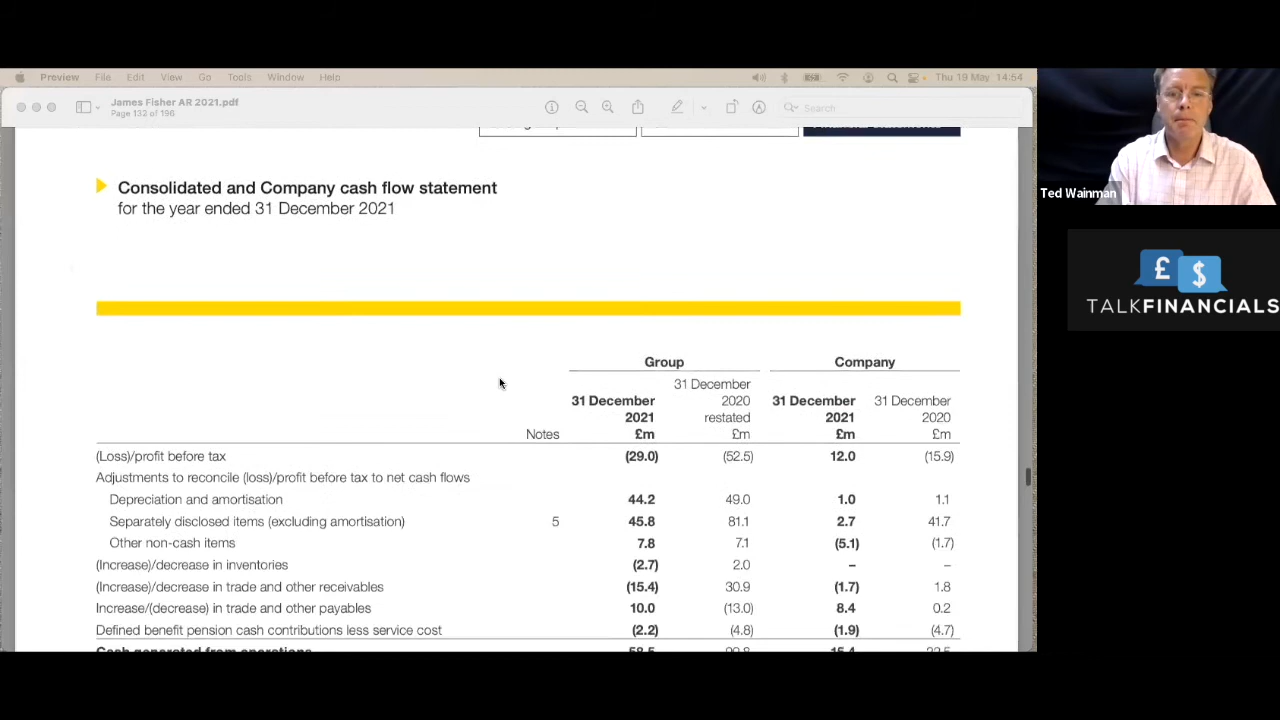 Preview File Edit View Go Tools Window Help Thu 19 May 14:54
James Fisher AR 2021.pdf
Page 132 of 196
Search
Ted Wainman
£ $
TALKFINANCIALS
Consolidated and Company cash flow statement
for the year ended 31 December 2021
Group Company
31 December 2021 £m 31 December 2020 restated £m 31 December 2021 £m 31 December 2020 £m
Notes
(Loss)/profit before tax (29.0) (52.5) 12.0 (15.9)
Adjustments to reconcile (loss)/profit before tax to net cash flows
Depreciation and amortisation 44.2 49.0 1.0 1.1
Separately disclosed items (excluding amortisation) 5 45.8 81.1 2.7 41.7
Other non-cash items 7.8 7.1 (5.1) (1.7)
(Increase)/decrease in inventories (2.7) 2.0 – –
(Increase)/decrease in trade and other receivables (15.4) 30.9 (1.7) 1.8
Increase/(decrease) in trade and other payables 10.0 (13.0) 8.4 0.2
Defined benefit pension cash contributions less service cost (2.2) (4.8) (1.9) (4.7)
Cash generated from operations